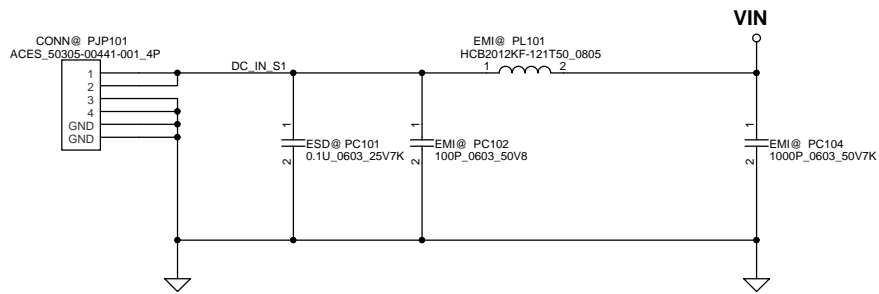 VIN
CONN@ PJP101
ACES_50305-00441-001_4P
EMI@ PL101
HCB2012KF-121T50_0805
DC_IN_S1
1
2
1
2
3
4
GND
GND
1
2
ESD@ PC101
0.1U_0603_25V7K
1
2
EMI@ PC102
100P_0603_50V8
1
2
EMI@ PC104
1000P_0603_50V7K